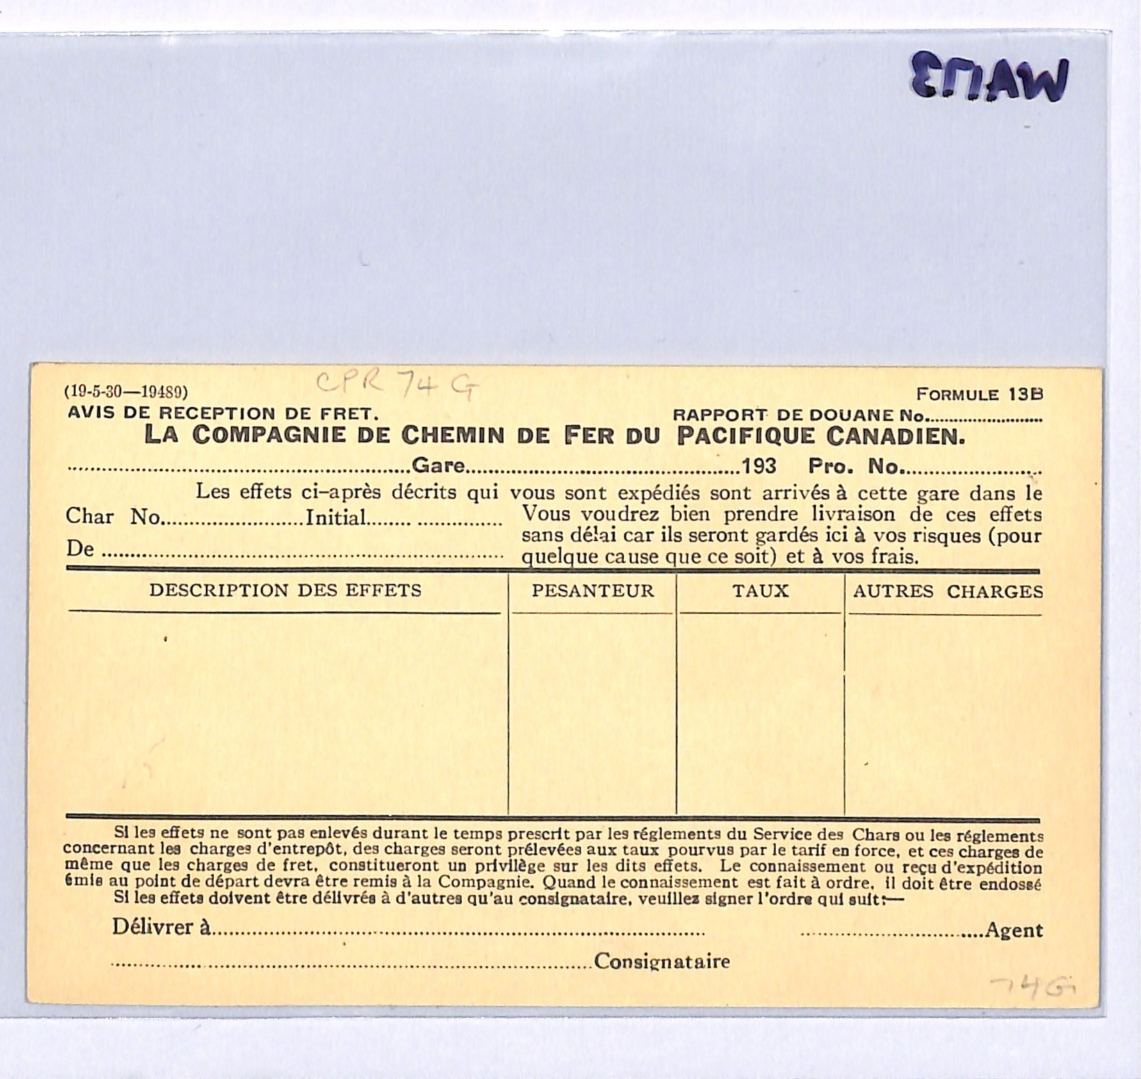 WA173
CPR 74 G
(19-5-30—19489)
FORMULE 13B
AVIS DE RECEPTION DE FRET.
RAPPORT DE DOUANE No..............................
LA COMPAGNIE DE CHEMIN DE FER DU PACIFIQUE CANADIEN.
......................................................Gare...........................................193 Pro. No......................
Les effets ci-après décrits qui vous sont expédiés sont arrivés à cette gare dans le
Char No......................Initial....... .............. Vous voudrez bien prendre livraison de ces effets
sans délai car ils seront gardés ici à vos risques (pour
De ................................................................ quelque cause que ce soit) et à vos frais.
DESCRIPTION DES EFFETS PESANTEUR TAUX AUTRES CHARGES
Si les effets ne sont pas enlevés durant le temps prescrit par les réglements du Service des Chars ou les réglements
concernant les charges d'entrepôt, des charges seront prélevées aux taux pourvus par le tarif en force, et ces charges de
même que les charges de fret, constitueront un privilège sur les dits effets. Le connaissement ou reçu d'expédition
émis au point de départ devra être remis à la Compagnie. Quand le connaissement est fait à ordre, il doit être endossé
Si les effets doivent être délivrés à d'autres qu'au consignataire, veuillez signer l'ordre qui suit:—
Délivrer à.............................................................................. .............................Agent
............................................................................Consignataire
74G